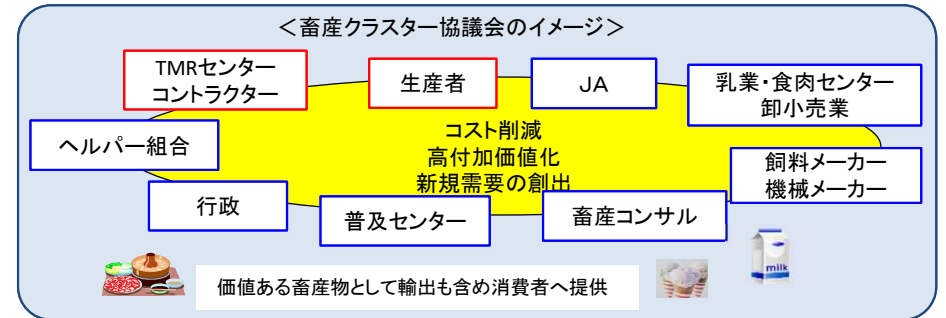 ＜畜産クラスター協議会のイメージ＞
TMRセンター
コントラクター
生産者
ＪＡ
乳業・食肉センター
卸小売業
ヘルパー組合
コスト削減
高付加価値化
新規需要の創出
飼料メーカー
機械メーカー
行政
普及センター
畜産コンサル
milk
価値ある畜産物として輸出も含め消費者へ提供